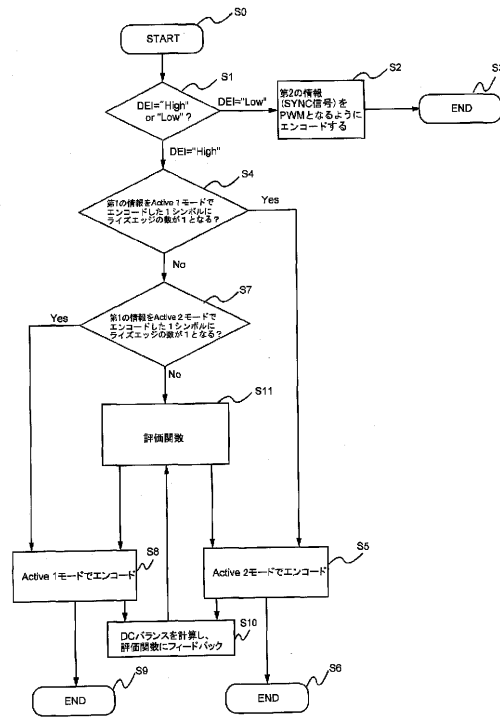 S0
START
S1
DEI="High"
or "Low" ?
DEI="Low"
S2
第2の情報
(SYNC信号)を
PWMとなるように
エンコードする
END
DEI="High"
S4
第1の情報をActive 1モードで
エンコードした1シンボルに
ライズエッジの数が1となる?
Yes
No
S7
第1の情報をActive 2モードで
エンコードした1シンボルに
ライズエッジの数が1となる?
Yes
No
S11
評価関数
S8
Active 1モードでエンコード
S5
Active 2モードでエンコード
S10
DCバランスを計算し、
評価関数にフィードバック
S9
END
S6
END